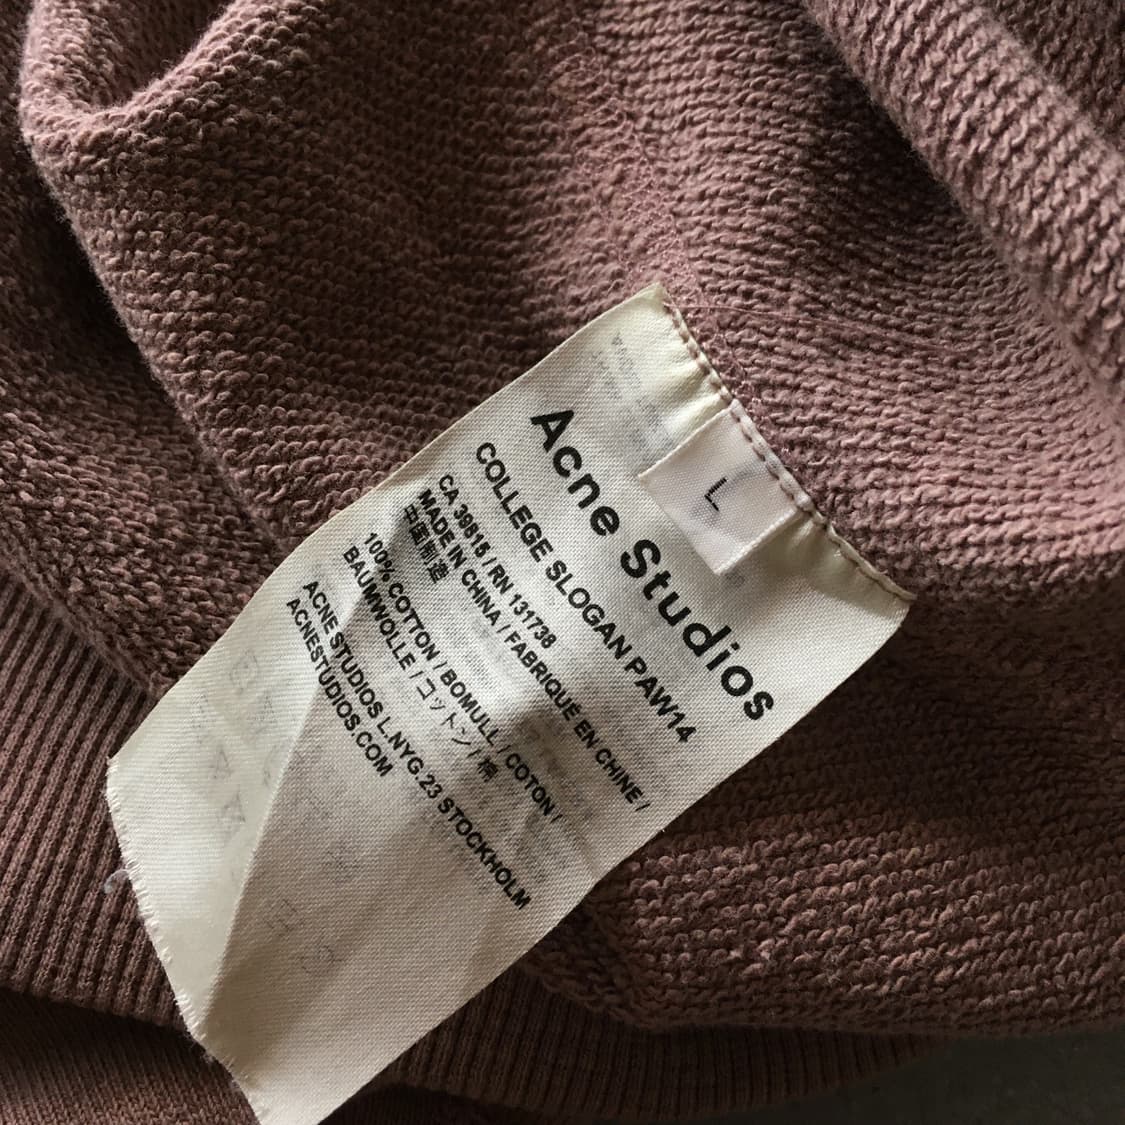 Acne Studios
COLLEGE SLOGAN PAW14
CA 39815 / RN 131738
MADE IN CHINA / FABRIQUÉ EN CHINE /
中国制造
100% COTTON / BOMULL / COTON /
BAUMWOLLE / コットン / 棉
ACNE STUDIOS L.NYG.23 STOCKHOLM
ACNESTUDIOS.COM
L